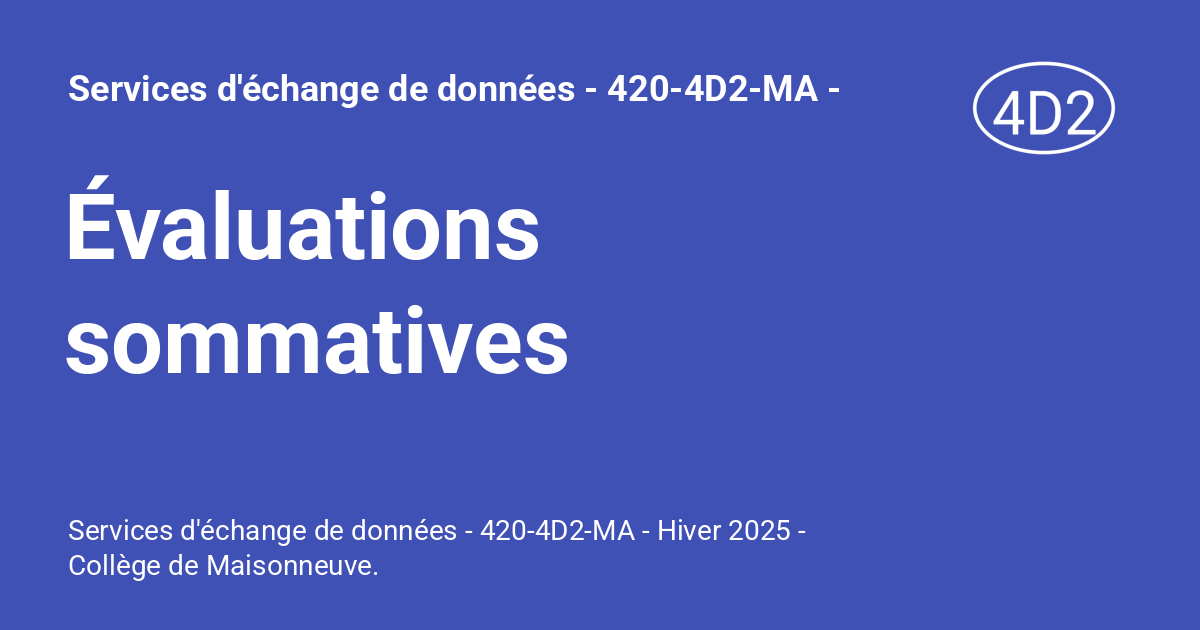 Services d'échange de données - 420-4D2-MA -
4D2
Évaluations
sommatives
Services d'échange de données - 420-4D2-MA - Hiver 2025 -
Collège de Maisonneuve.